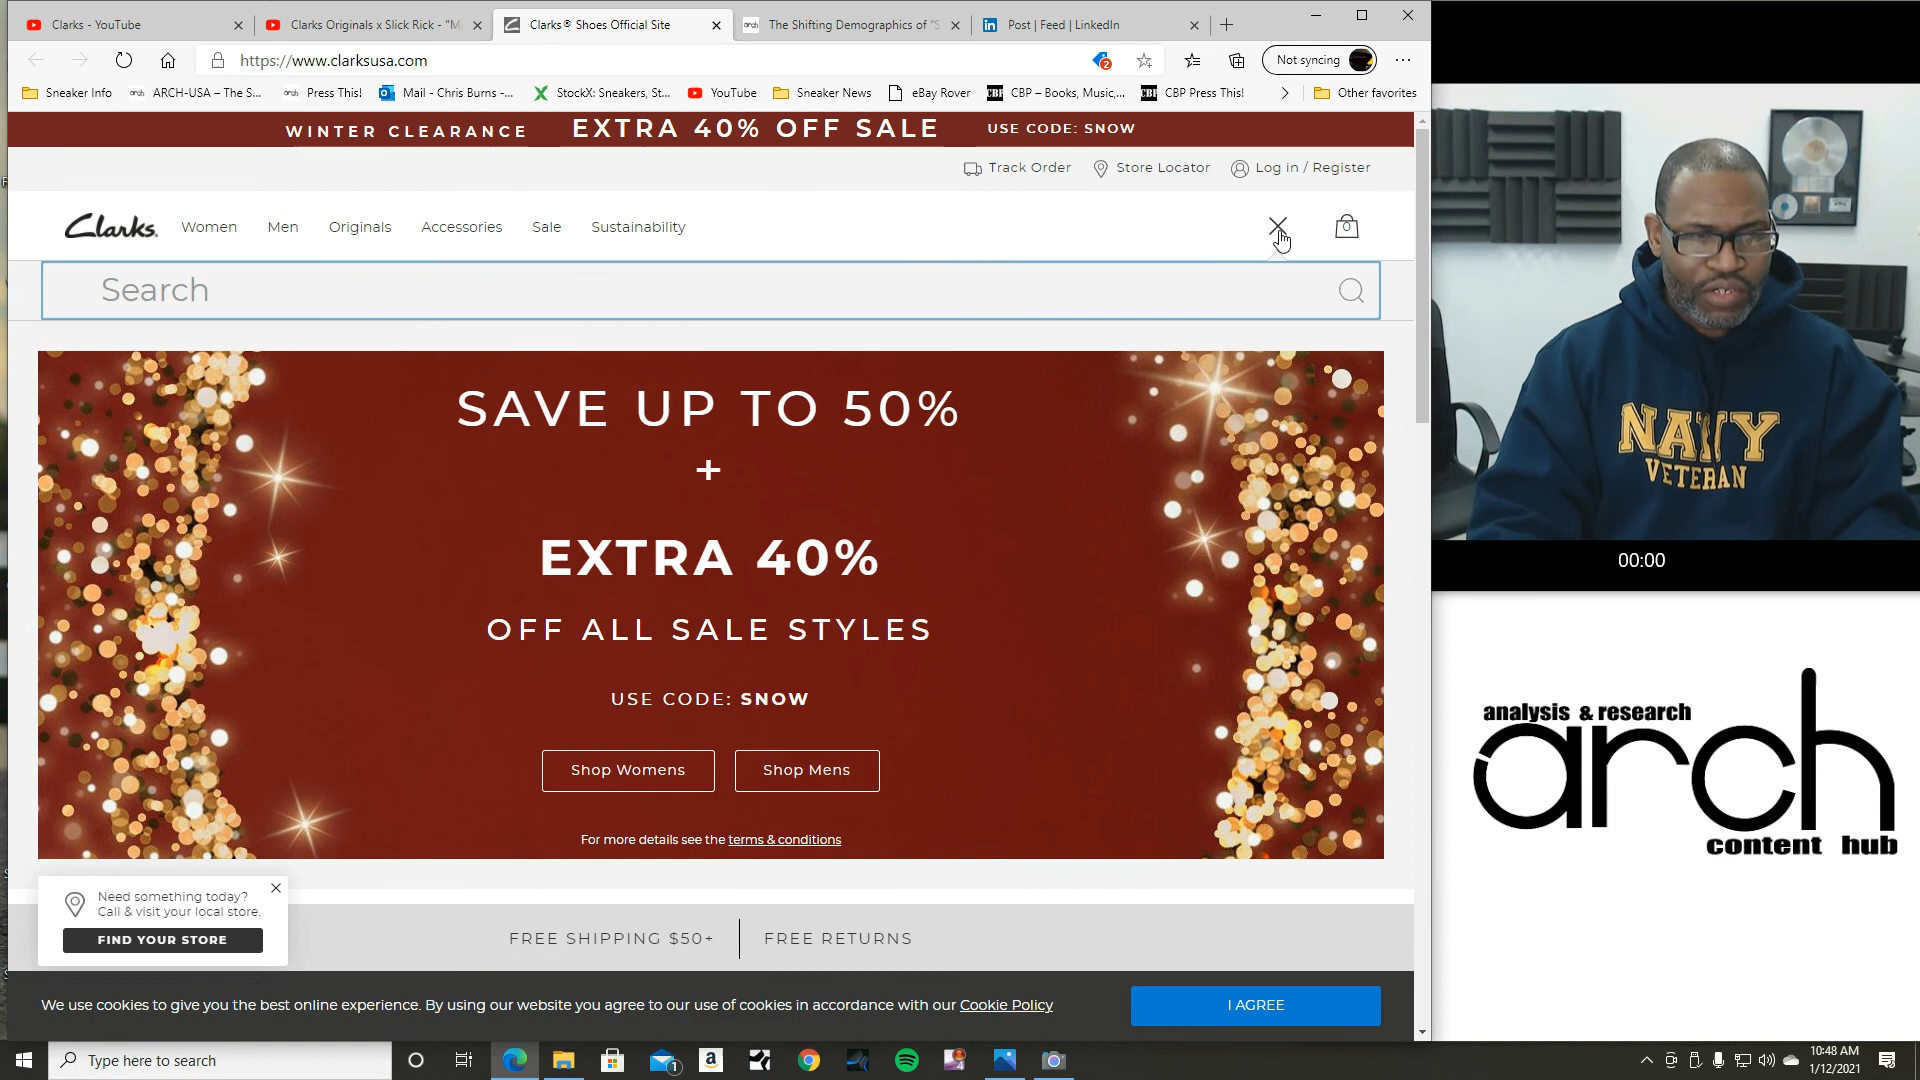 Clarks - YouTube
Clarks Originals x Slick Rick - "M
Clarks® Shoes Official Site
The Shifting Demographics of "S
Post | Feed | LinkedIn
https://www.clarksusa.com
2
Not syncing
Sneaker Info
arch
ARCH-USA – The S...
arch
Press This!
Mail - Chris Burns -...
StockX: Sneakers, St...
YouTube
Sneaker News
eBay Rover
CBP
CBP – Books, Music,...
CBP
CBP Press This!
Other favorites
WINTER CLEARANCE
EXTRA 40% OFF SALE
USE CODE: SNOW
Track Order
Store Locator
Log in / Register
Clarks.
Women
Men
Originals
Accessories
Sale
Sustainability
0
Search
SAVE UP TO 50%
+
EXTRA 40%
OFF ALL SALE STYLES
USE CODE: SNOW
Shop Womens
Shop Mens
For more details see the terms & conditions
Need something today?
Call & visit your local store.
FIND YOUR STORE
FREE SHIPPING $50+
FREE RETURNS
We use cookies to give you the best online experience. By using our website you agree to our use of cookies in accordance with our Cookie Policy
I AGREE
NAVY
VETERAN
00:00
analysis & research
arch
content hub
Type here to search
1
10:48 AM
1/12/2021